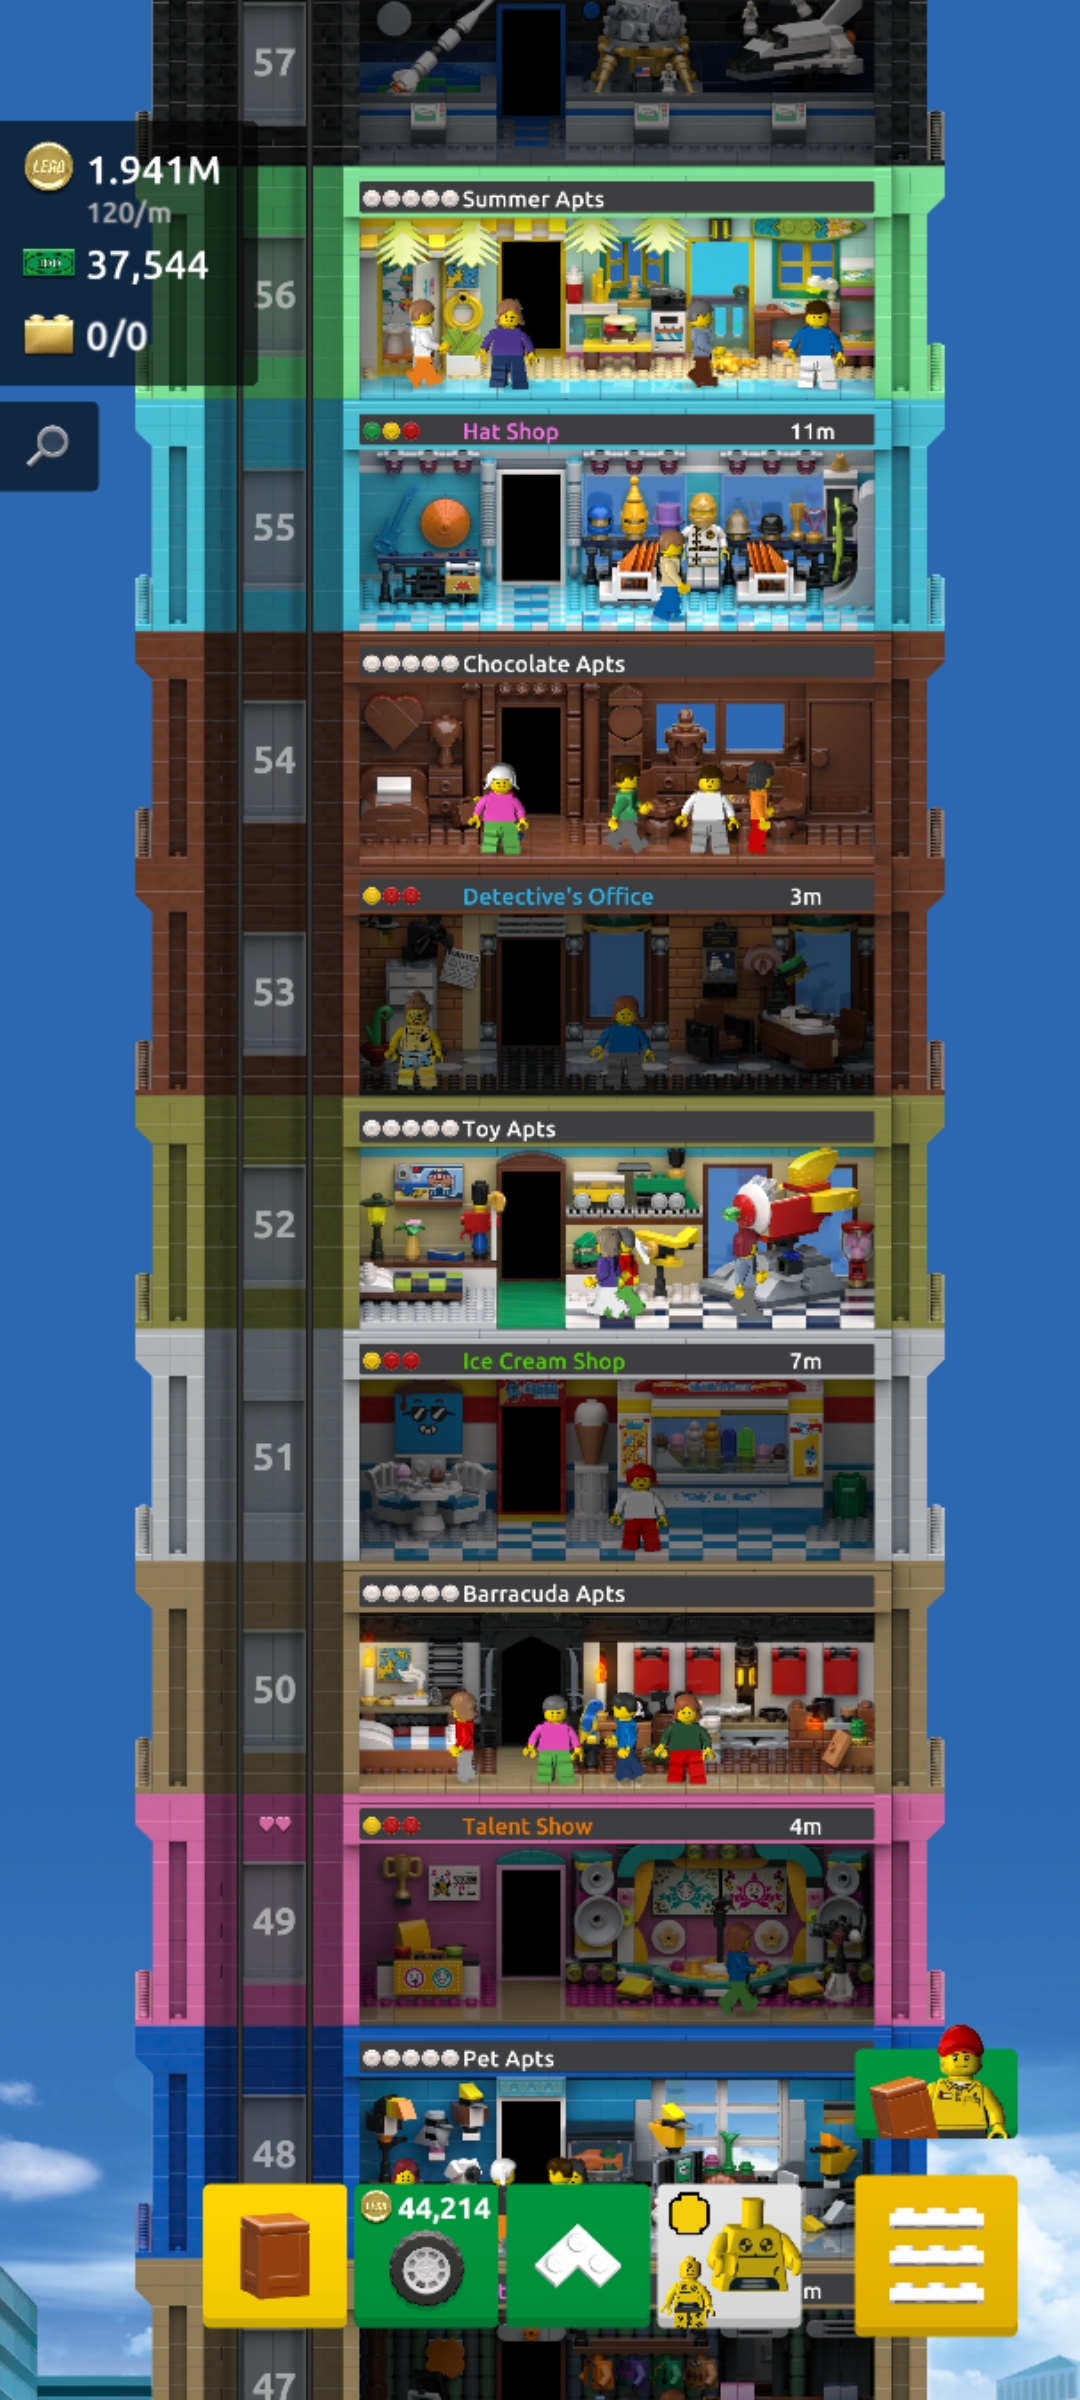 57
LEGO 1.941M
120/m
37,544
0/0
Summer Apts
56
Hat Shop 11m
55
Chocolate Apts
54
Detective's Office 3m
53
Toy Apts
52
Ice Cream Shop 7m
51
Barracuda Apts
50
Talent Show 4m
49
Pet Apts
48
44,214
m
47